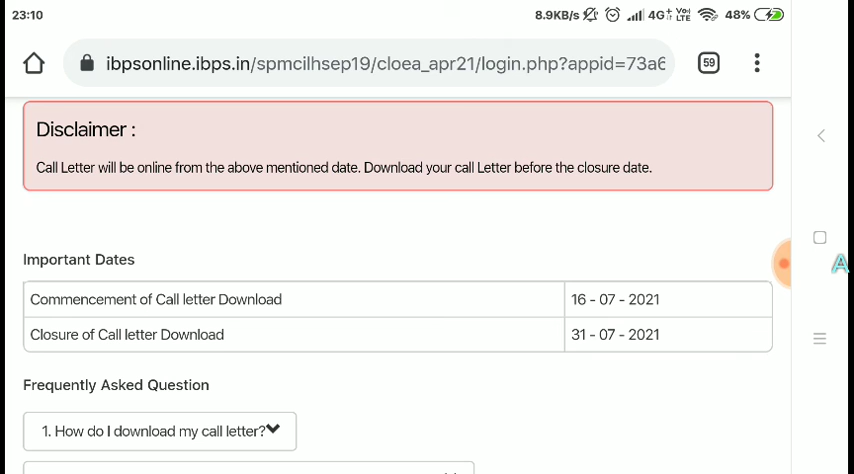 23:10 8.9KB/s 4G+ Vo) LTE 48%
ibpsonline.ibps.in/spmcilhsep19/cloea_apr21/login.php?appid=73a6 59
Disclaimer :
Call Letter will be online from the above mentioned date. Download your call Letter before the closure date.
Important Dates
Commencement of Call letter Download 16 - 07 - 2021
Closure of Call letter Download 31 - 07 - 2021
Frequently Asked Question
1. How do I download my call letter?
A